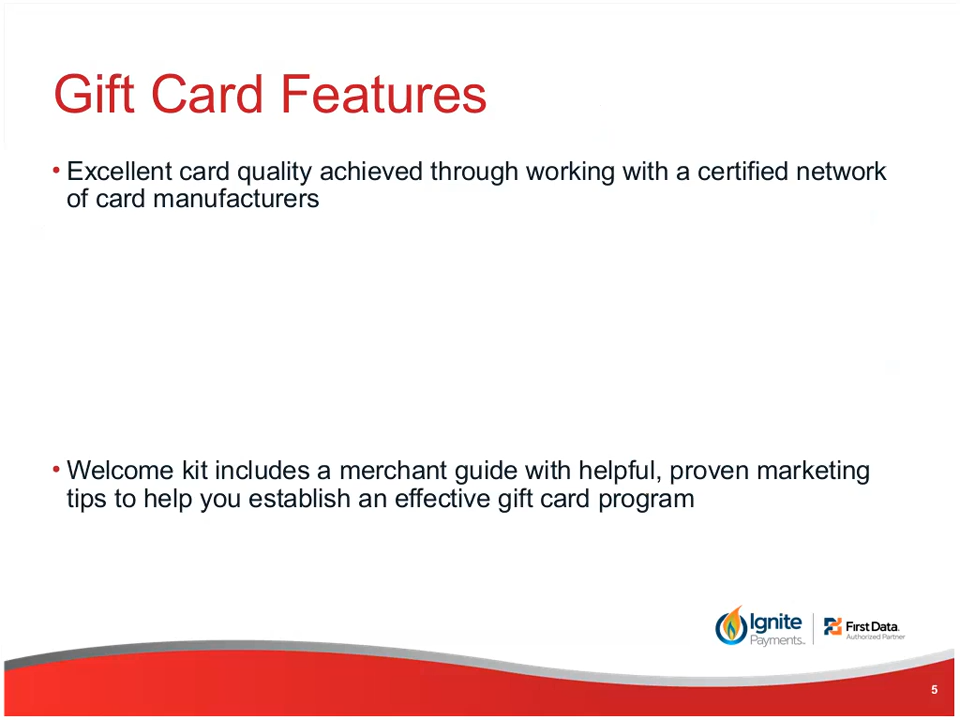 Gift Card Features
• Excellent card quality achieved through working with a certified network
of card manufacturers
• Welcome kit includes a merchant guide with helpful, proven marketing
tips to help you establish an effective gift card program
Ignite
Payments™
First Data.
Authorized Partner
5